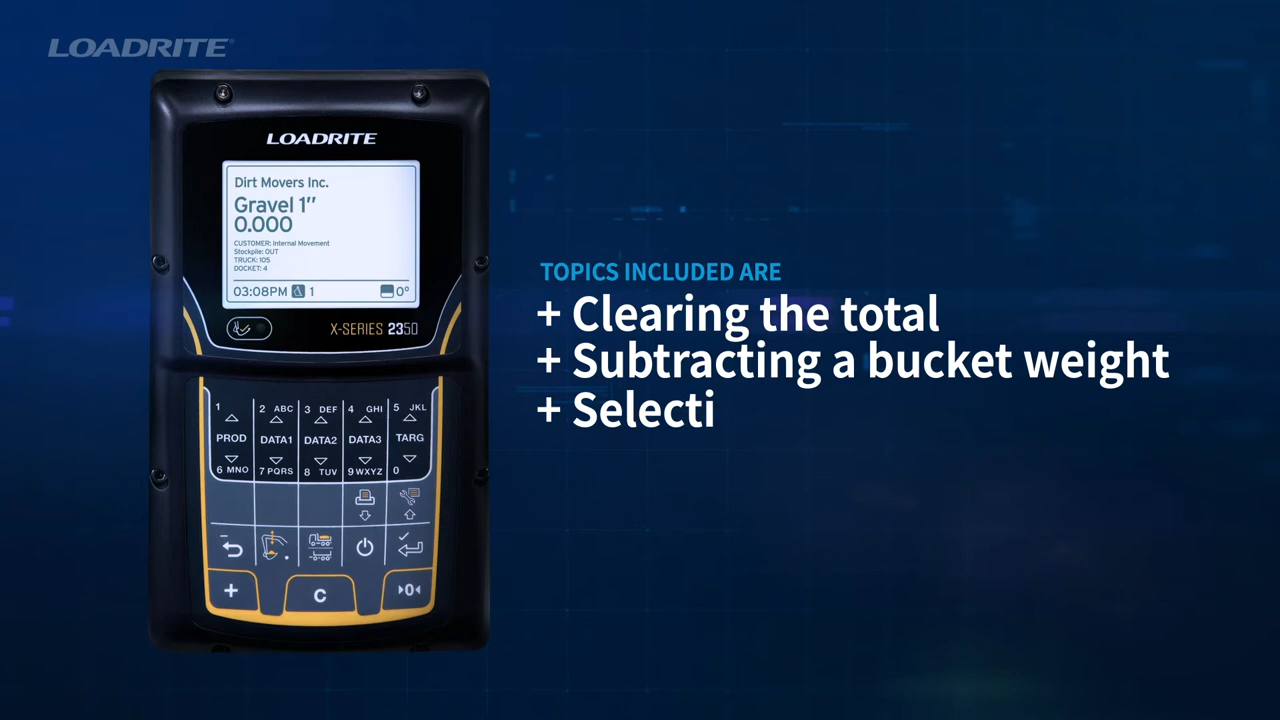 LOADRITE
LOADRITE
Dirt Movers Inc.
Gravel 1”
0.000
CUSTOMER: Internal Movement
Stockpile: OUT
TRUCK: 105
DOCKET: 4
03:08PM 1 0°
X-SERIES 2350
1 2 ABC 3 DEF 4 GHI 5 JKL
PROD DATA1 DATA2 DATA3 TARG
6 MNO 7 PQRS 8 TUV 9 WXYZ 0
+ C 0
TOPICS INCLUDED ARE
+ Clearing the total
+ Subtracting a bucket weight
+ Selecti